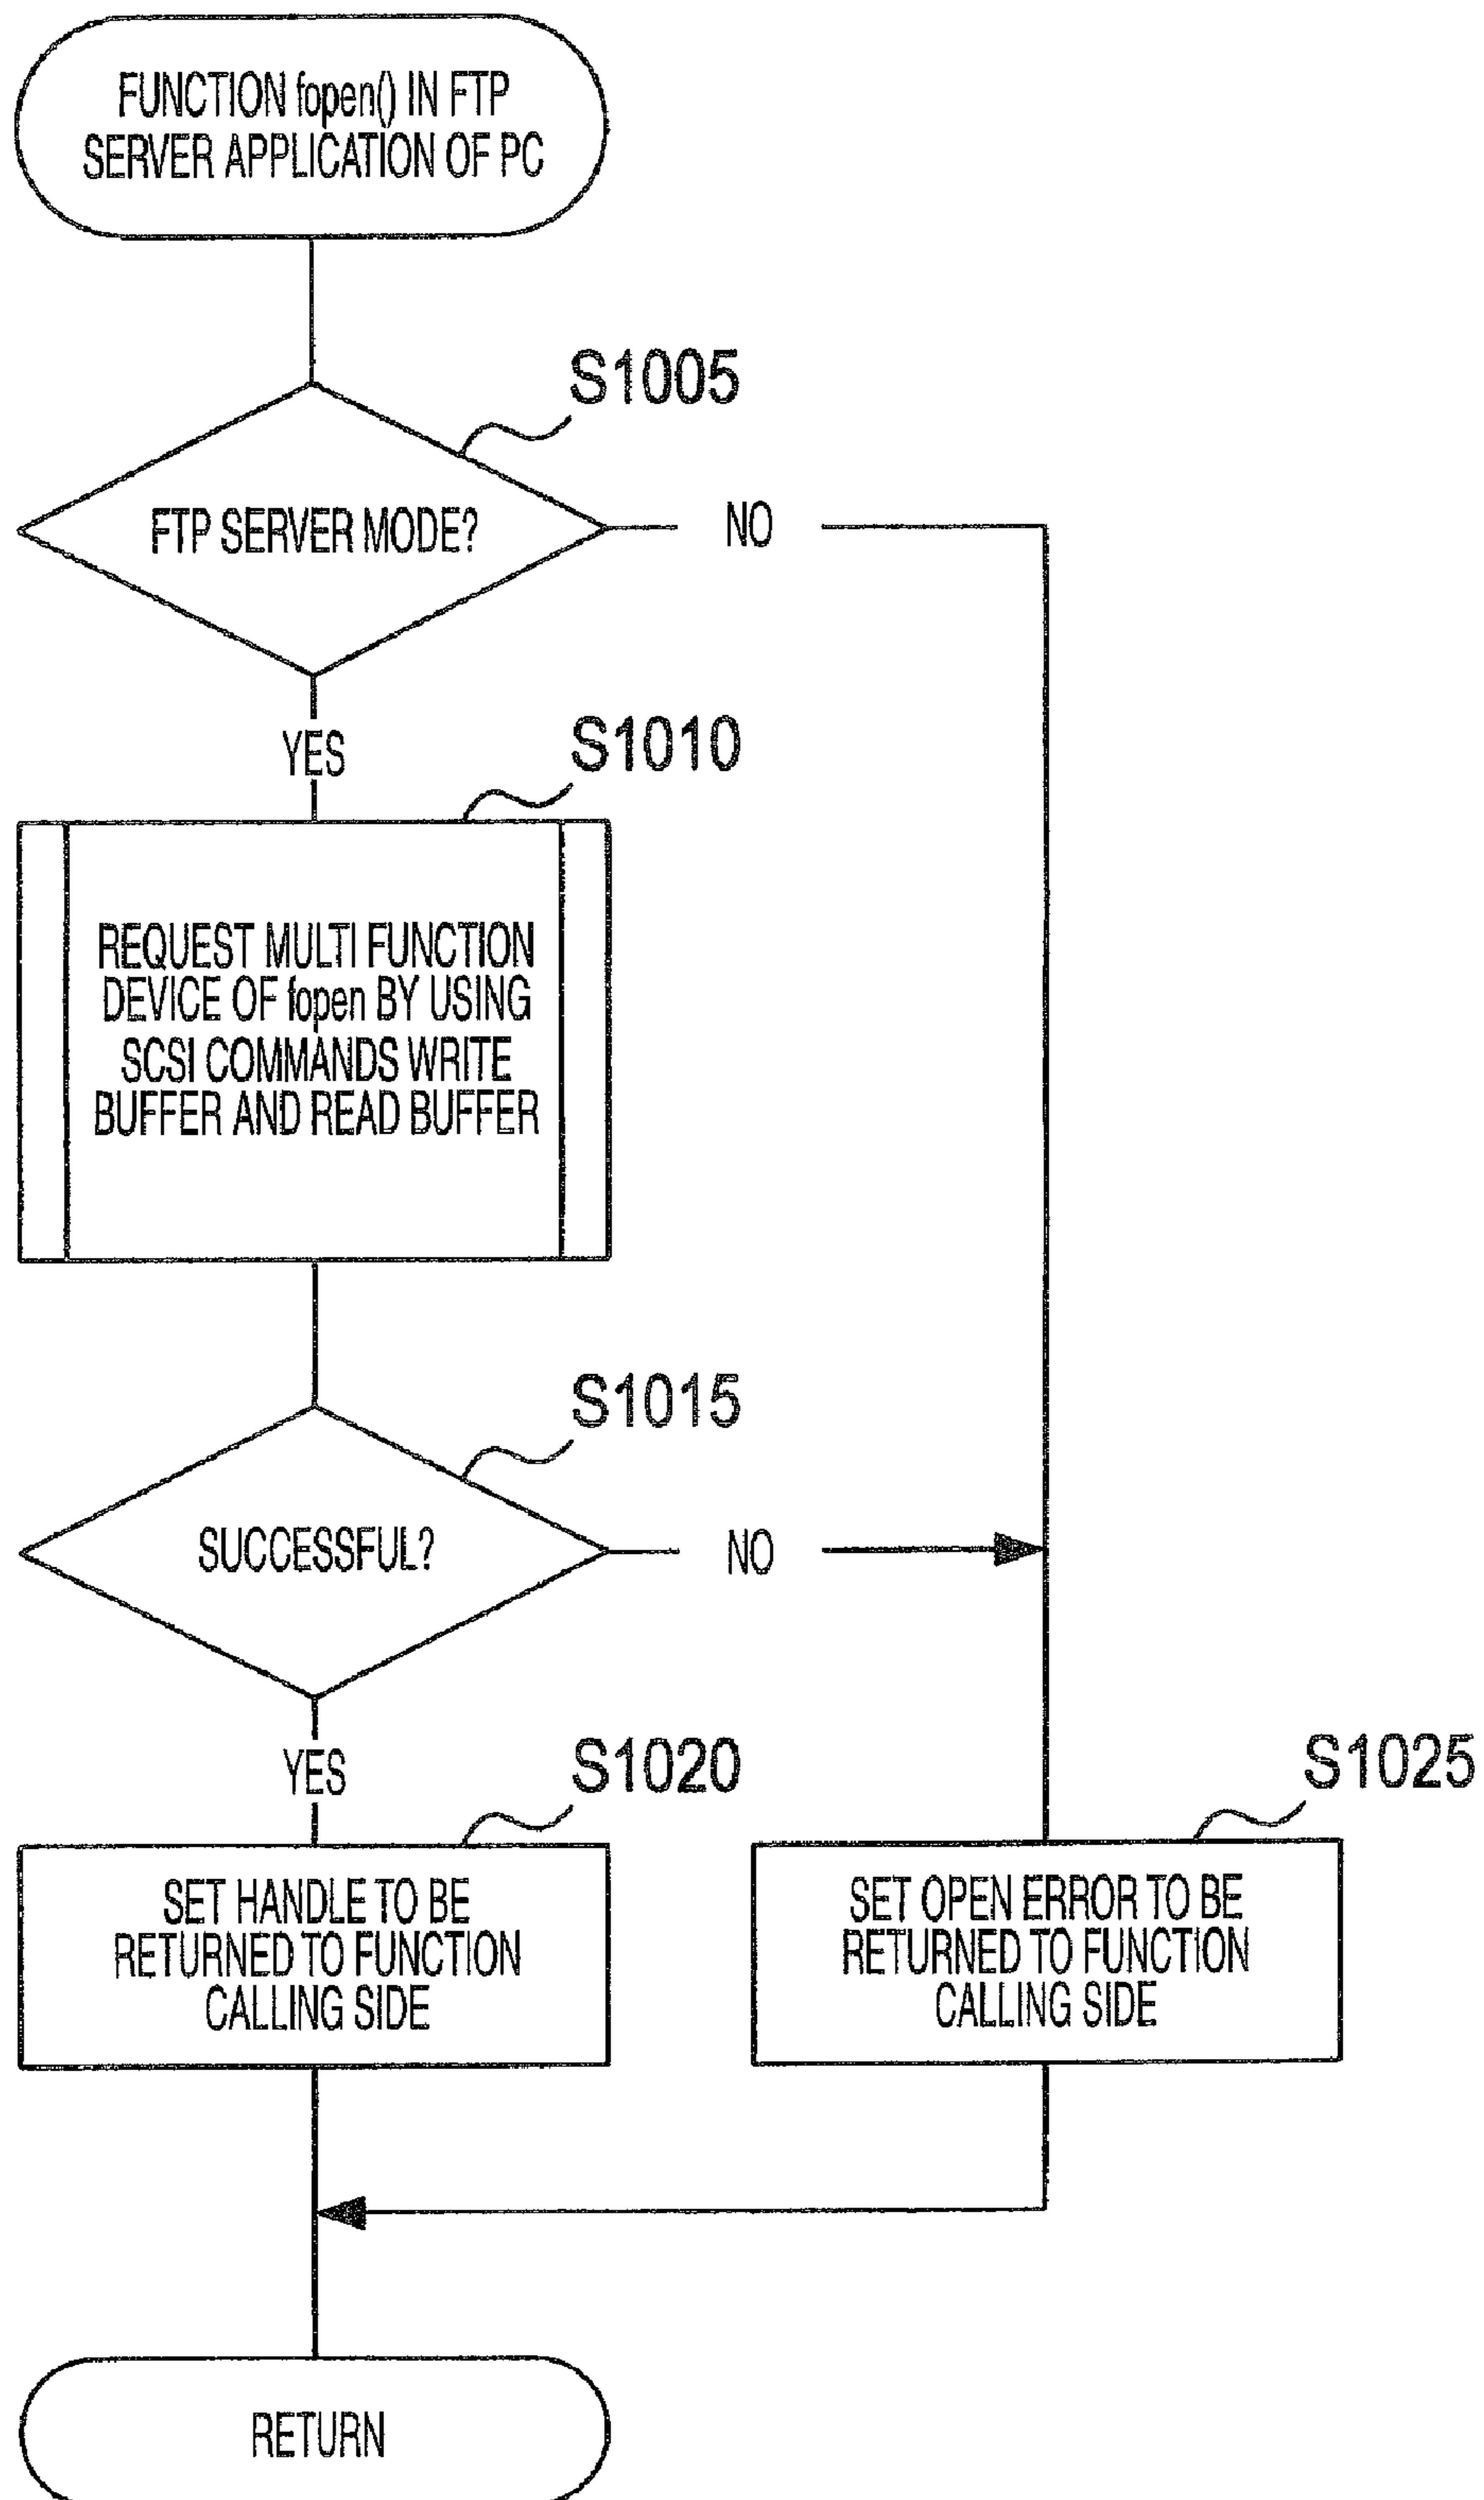 FUNCTION fopen() IN FTP
SERVER APPLICATION OF PC
S1005
FTP SERVER MODE?
NO
YES
S1010
REQUEST MULTI FUNCTION
DEVICE OF fopen BY USING
SCSI COMMANDS WRITE
BUFFER AND READ BUFFER
S1015
SUCCESSFUL?
NO
YES
S1020
SET HANDLE TO BE
RETURNED TO FUNCTION
CALLING SIDE
S1025
SET OPEN ERROR TO BE
RETURNED TO FUNCTION
CALLING SIDE
RETURN